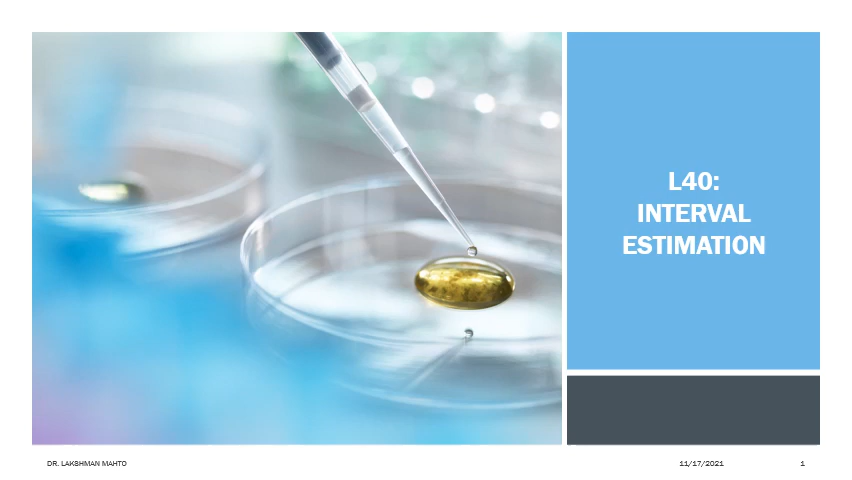 L40:
INTERVAL
ESTIMATION
DR. LAKSHMAN MAHTO
11/17/2021
1